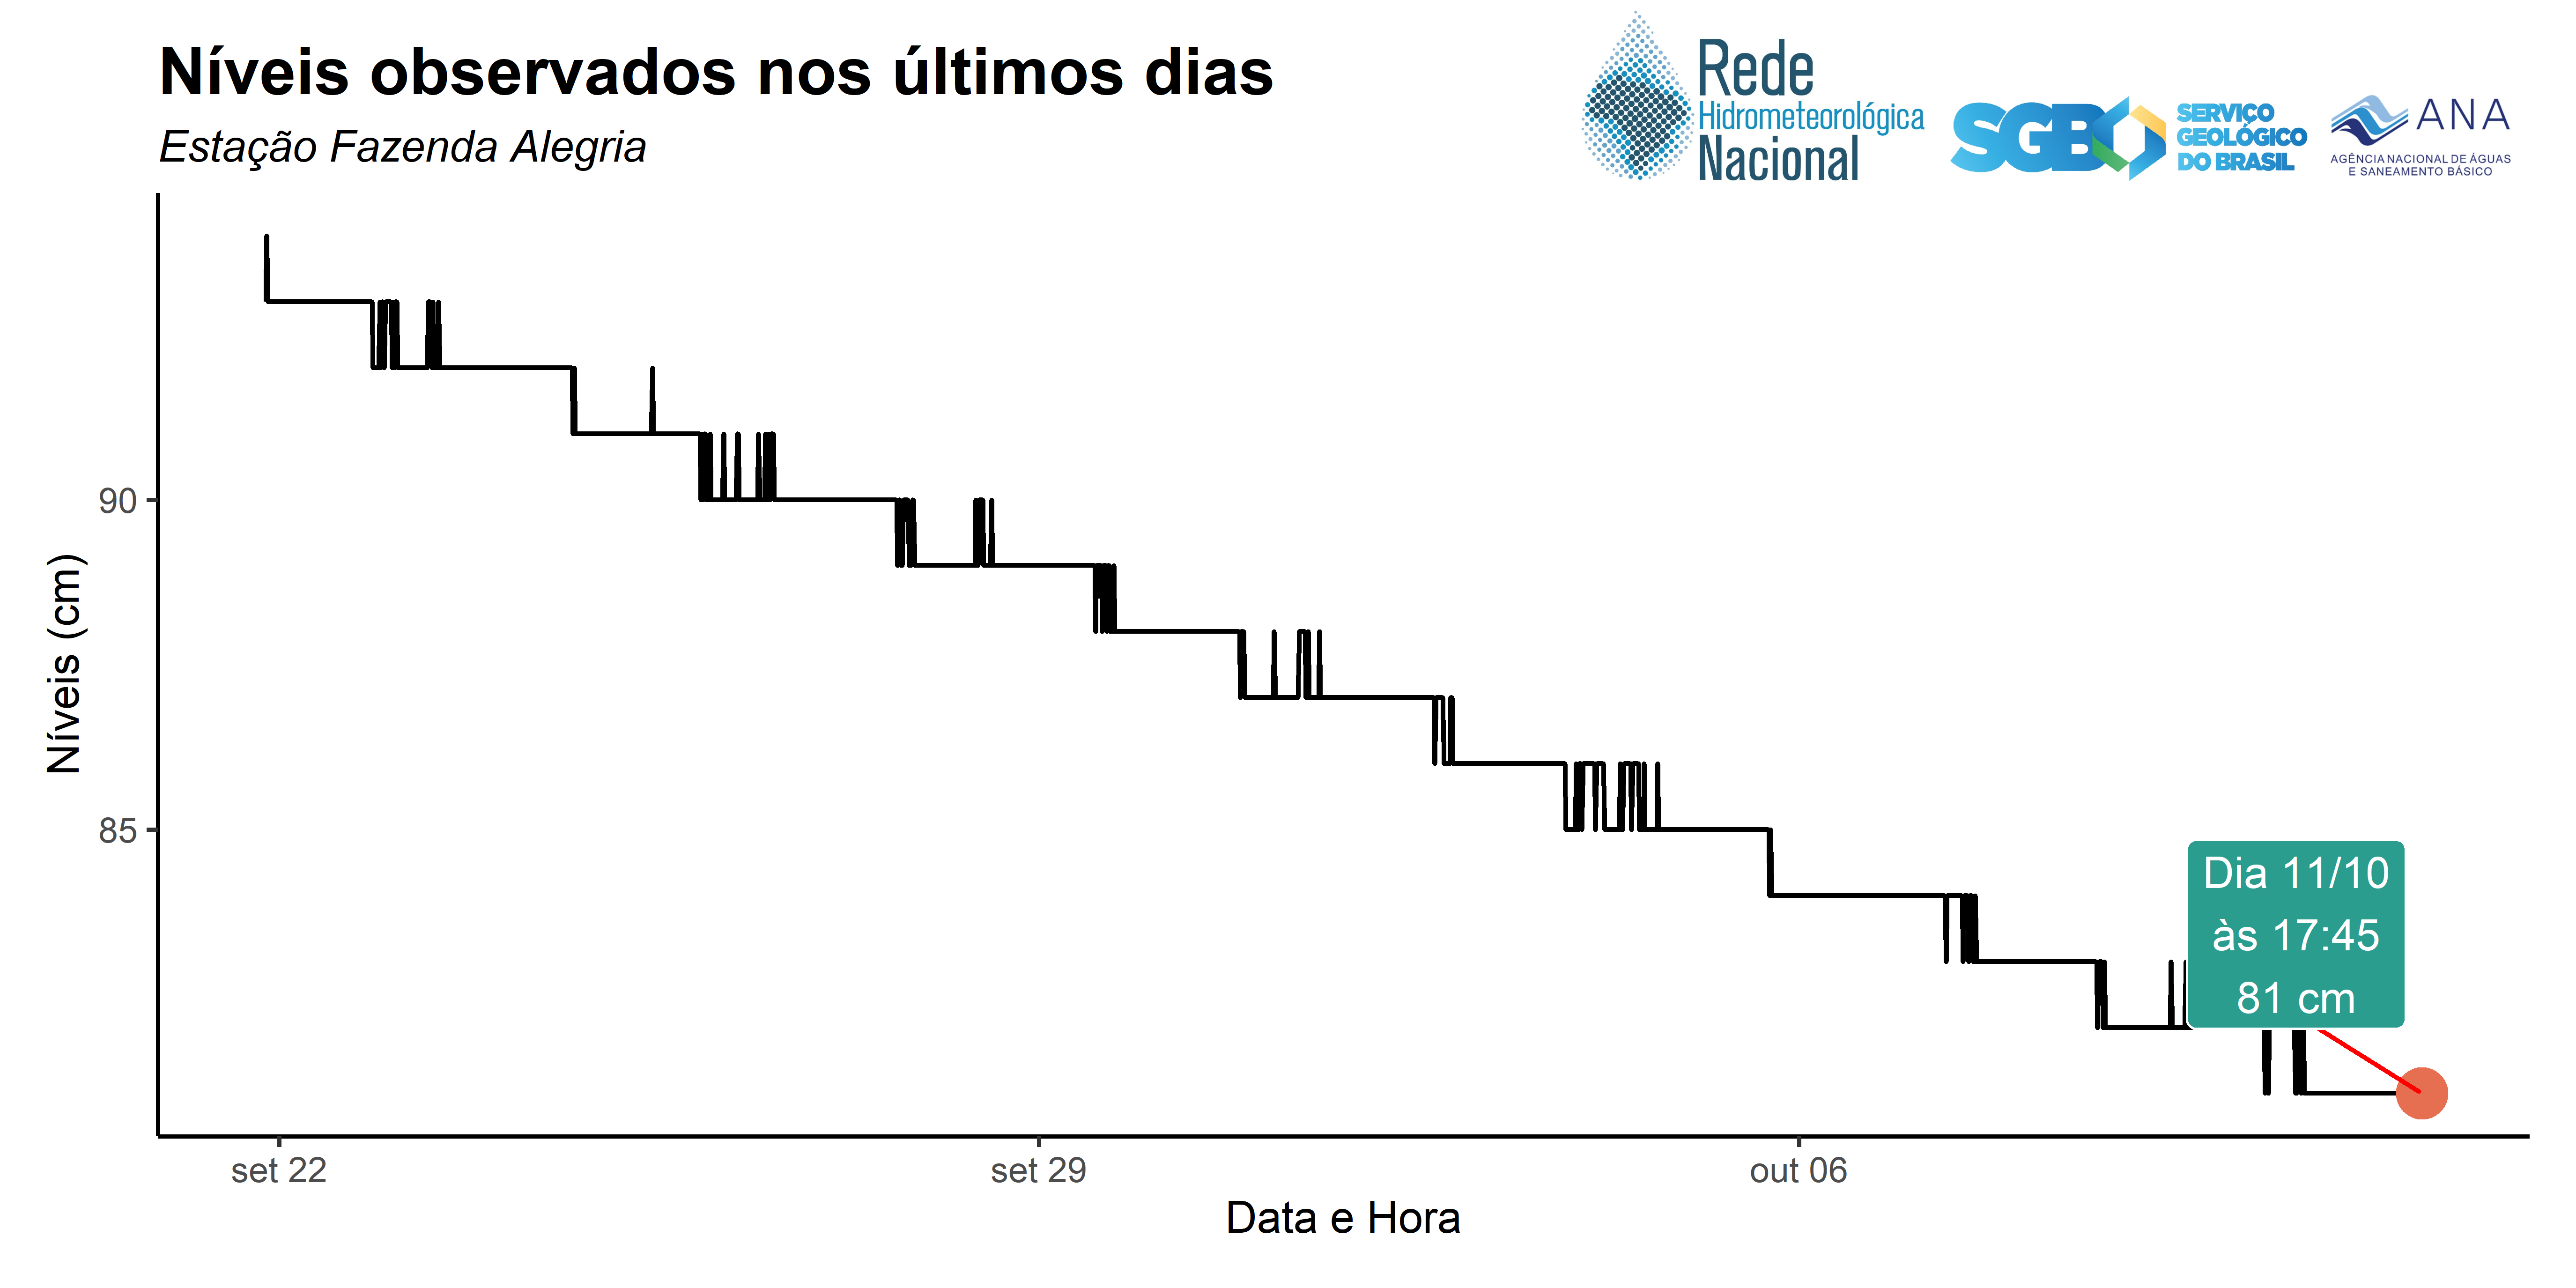 Níveis observados nos últimos dias
Estação Fazenda Alegria
Rede
Hidrometeorológica
Nacional
SGB
SERVIÇO
GEOLÓGICO
DO BRASIL
ANA
AGÊNCIA NACIONAL DE ÁGUAS
E SANEAMENTO BÁSICO
Níveis (cm)
90
85
Dia 11/10
às 17:45
81 cm
set 22
set 29
out 06
Data e Hora